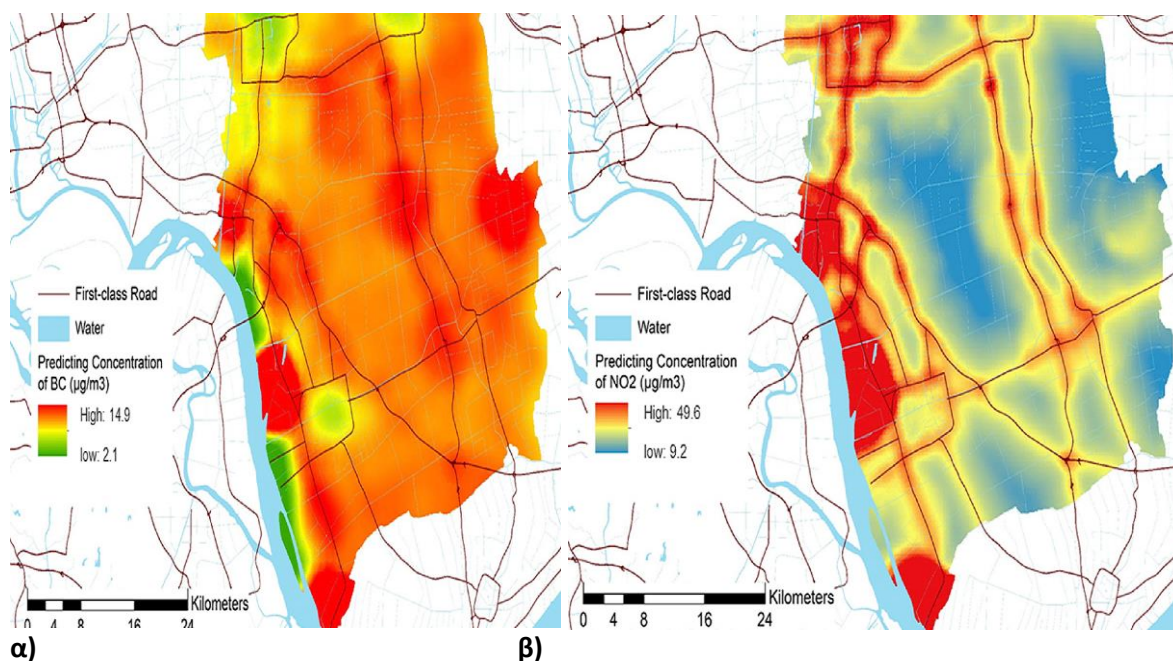 First-class Road
Water
Predicting Concentration
of BC (µg/m3)
High: 14.9
low: 2.1
Kilometers
0 4 8 16 24
α)
First-class Road
Water
Predicting Concentration
of NO2 (µg/m3)
High: 49.6
low: 9.2
Kilometers
0 4 8 16 24
β)